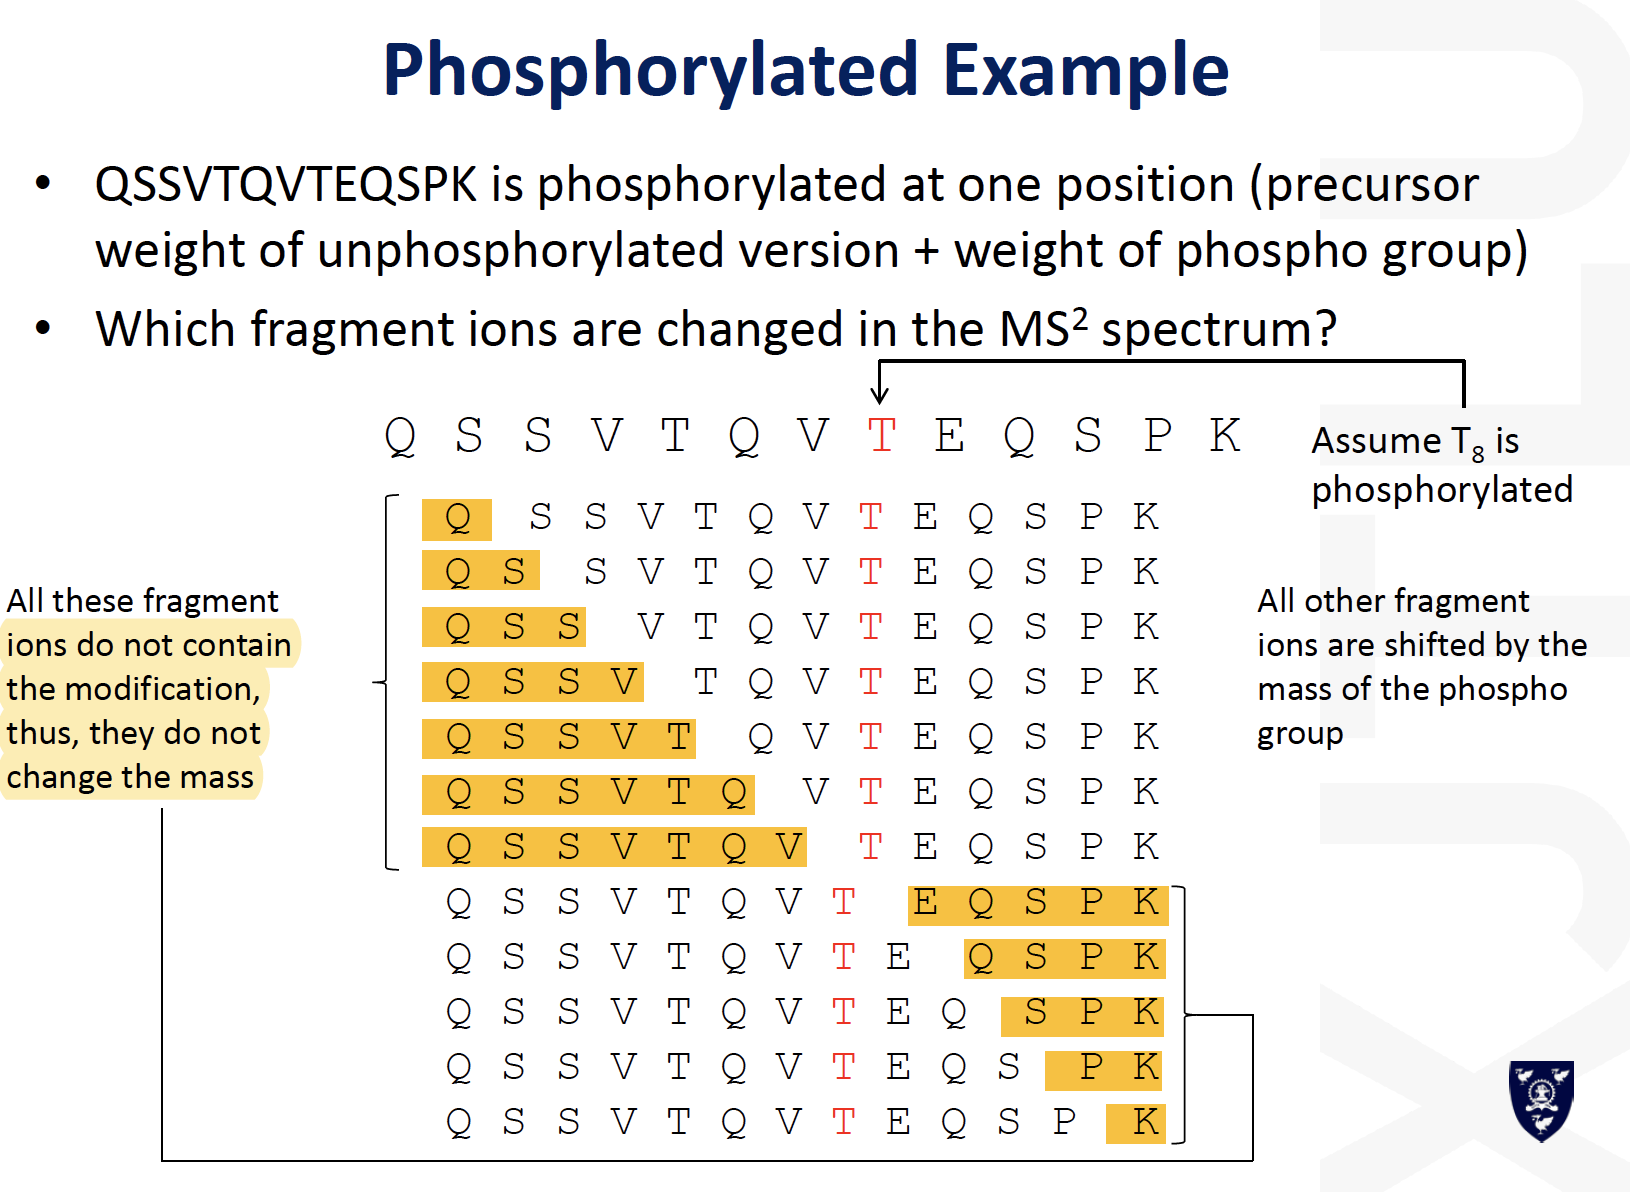 Phosphorylated Example
• QSSVTQVTEQSPK is phosphorylated at one position (precursor
weight of unphosphorylated version + weight of phospho group)
• Which fragment ions are changed in the MS² spectrum?
Q S S V T Q V T E Q S P K
Assume T₈ is
phosphorylated
Q S S V T Q V T E Q S P K
Q S S V T Q V T E Q S P K
Q S S V T Q V T E Q S P K
Q S S V T Q V T E Q S P K
Q S S V T Q V T E Q S P K
Q S S V T Q V T E Q S P K
Q S S V T Q V T E Q S P K
Q S S V T Q V T E Q S P K
Q S S V T Q V T E Q S P K
Q S S V T Q V T E Q S P K
Q S S V T Q V T E Q S P K
Q S S V T Q V T E Q S P K
All these fragment
ions do not contain
the modification,
thus, they do not
change the mass
All other fragment
ions are shifted by the
mass of the phospho
group
XJTLU